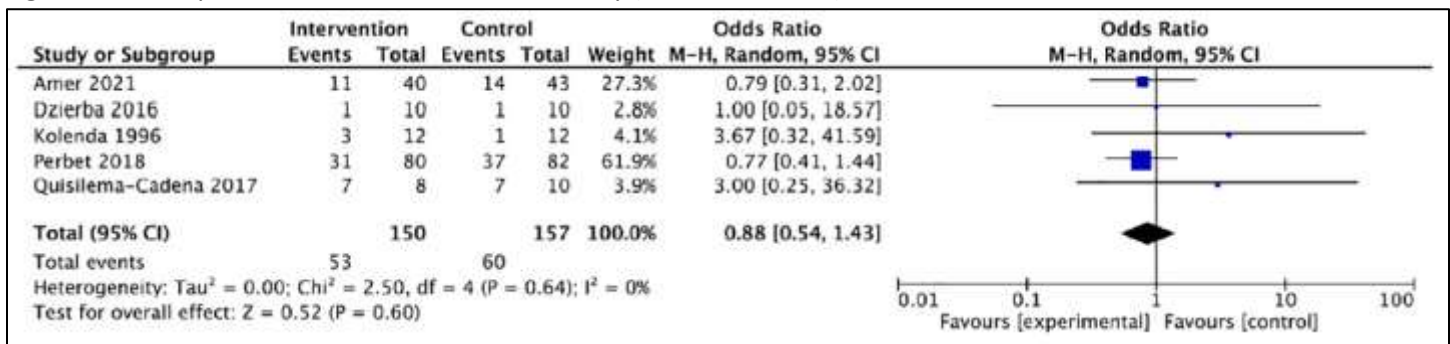 Intervention Control Odds Ratio Odds Ratio
Study or Subgroup Events Total Events Total Weight M-H, Random, 95% CI M-H, Random, 95% CI
Amer 2021 11 40 14 43 27.3% 0.79 [0.31, 2.02]
Dzierba 2016 1 10 1 10 2.8% 1.00 [0.05, 18.57]
Kolenda 1996 3 12 1 12 4.1% 3.67 [0.32, 41.59]
Perbet 2018 31 80 37 82 61.9% 0.77 [0.41, 1.44]
Quisilema-Cadena 2017 7 8 7 10 3.9% 3.00 [0.25, 36.32]
Total (95% CI) 150 157 100.0% 0.88 [0.54, 1.43]
Total events 53 60
Heterogeneity: Tau² = 0.00; Chi² = 2.50, df = 4 (P = 0.64); I² = 0%
Test for overall effect: Z = 0.52 (P = 0.60)
0.01 0.1 1 10 100
Favours [experimental] Favours [control]